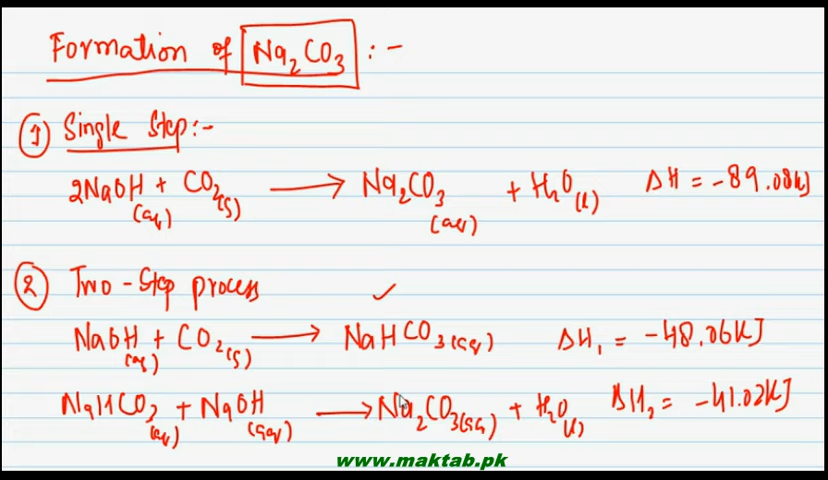 Formation of Na₂CO₃ :-
① Single Step:-
2NaOH(aq) + CO₂(g) ⟶ Na₂CO₃(aq) + H₂O(l) ΔH = -89.08kJ
② Two-Step process ✓
NaOH(aq) + CO₂(g) ⟶ NaHCO₃(aq) ΔH₁ = -48.06kJ
NaHCO₃(aq) + NaOH(aq) ⟶ Na₂CO₃(aq) + H₂O(l) ΔH₂ = -41.02kJ
www.maktab.pk